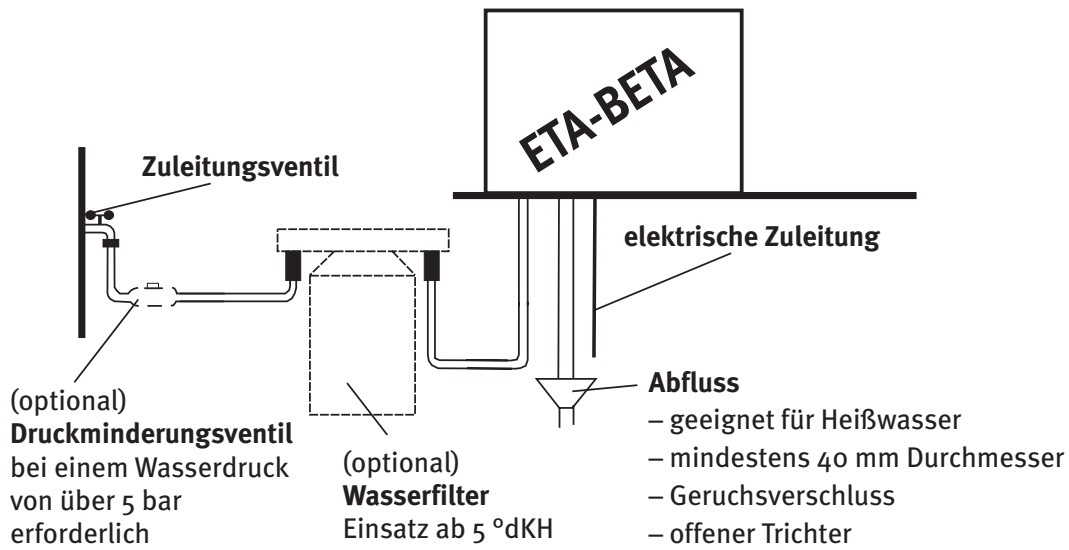 ETA-BETA
Zuleitungsventil
elektrische Zuleitung
(optional)
Druckminderungsventil
bei einem Wasserdruck
von über 5 bar
erforderlich
(optional)
Wasserfilter
Einsatz ab 5 °dKH
Abfluss
– geeignet für Heißwasser
– mindestens 40 mm Durchmesser
– Geruchsverschluss
– offener Trichter